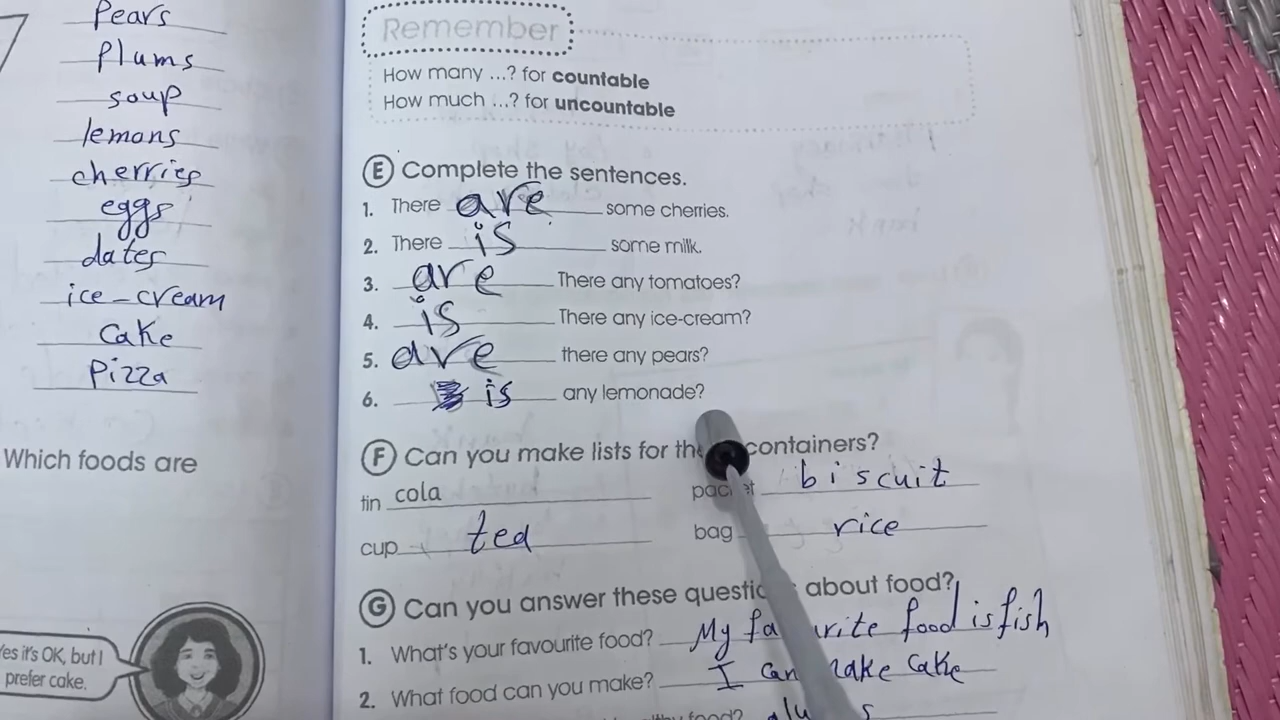 Pears
Plums
soup
lemons
cherries
eggs
dates
ice-cream
Cake
Pizza
Which foods are
Yes it's OK, but I
prefer cake.
Remember
How many ...? for countable
How much ...? for uncountable
E Complete the sentences.
1. There are some cherries.
2. There is some milk.
3. are There any tomatoes?
4. is There any ice-cream?
5. are there any pears?
6. is any lemonade?
F Can you make lists for containers?
tin cola
packet biscuit
cup tea
bag rice
G Can you answer these questions about food?
1. What's your favourite food? My favourite food is fish
2. What food can you make? I can make cake
food?